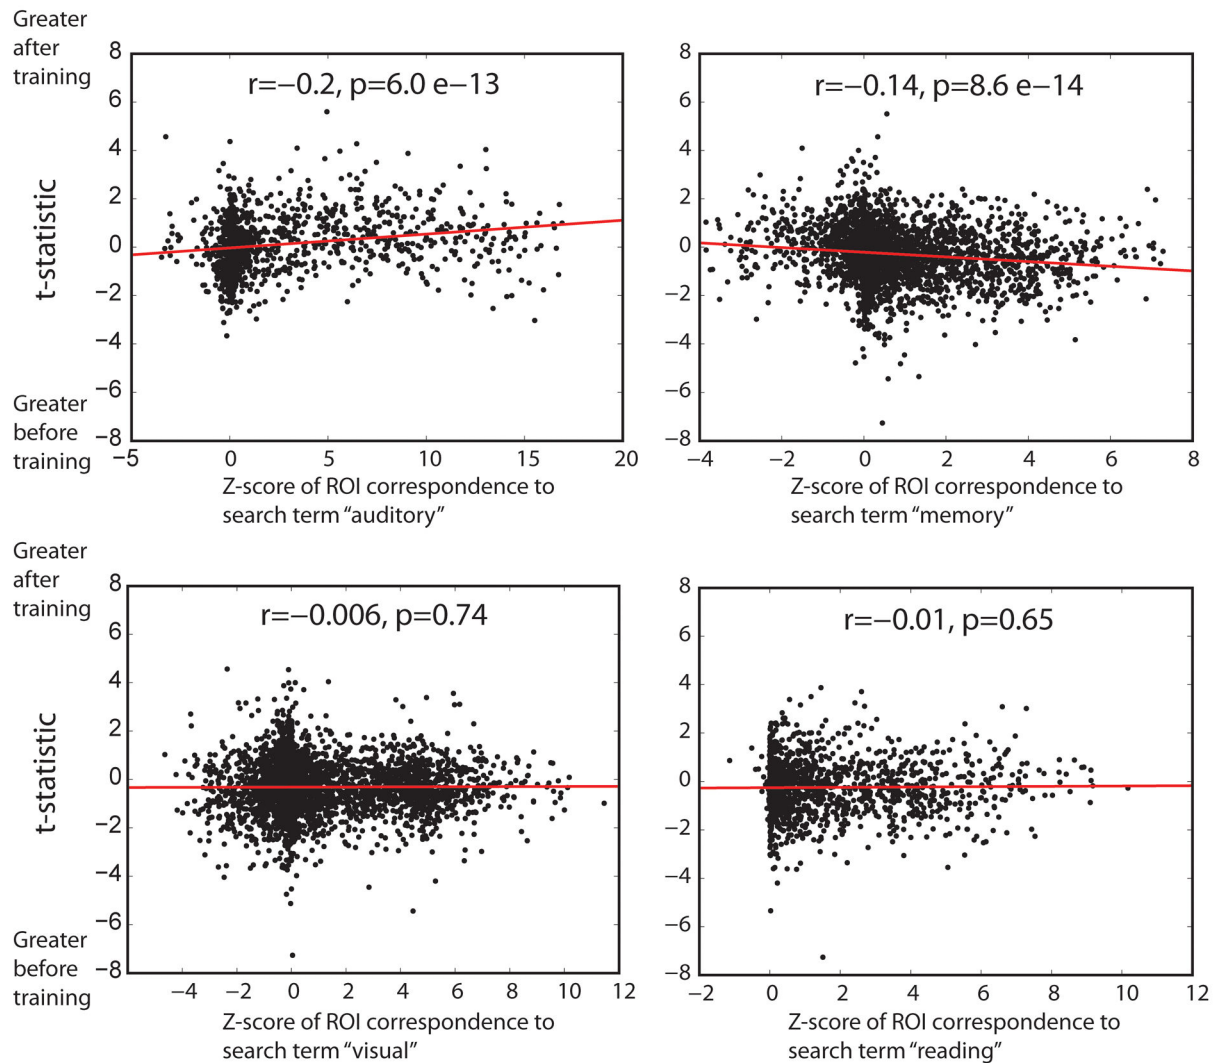 Greater
after
training
8
6
4
2
0
−2
−4
−6
−8
t-statistic
Greater
before
training
r=−0.2, p=6.0 e−13
−5
0
5
10
15
20
Z-score of ROI correspondence to
search term “auditory”
8
6
4
2
0
−2
−4
−6
−8
r=−0.14, p=8.6 e−14
−4
−2
0
2
4
6
8
Z-score of ROI correspondence to
search term “memory”
Greater
after
training
8
6
4
2
0
−2
−4
−6
−8
t-statistic
Greater
before
training
r=−0.006, p=0.74
−4
−2
0
2
4
6
8
10
12
Z-score of ROI correspondence to
search term “visual”
8
6
4
2
0
−2
−4
−6
−8
r=−0.01, p=0.65
−2
0
2
4
6
8
10
12
Z-score of ROI correspondence to
search term “reading”